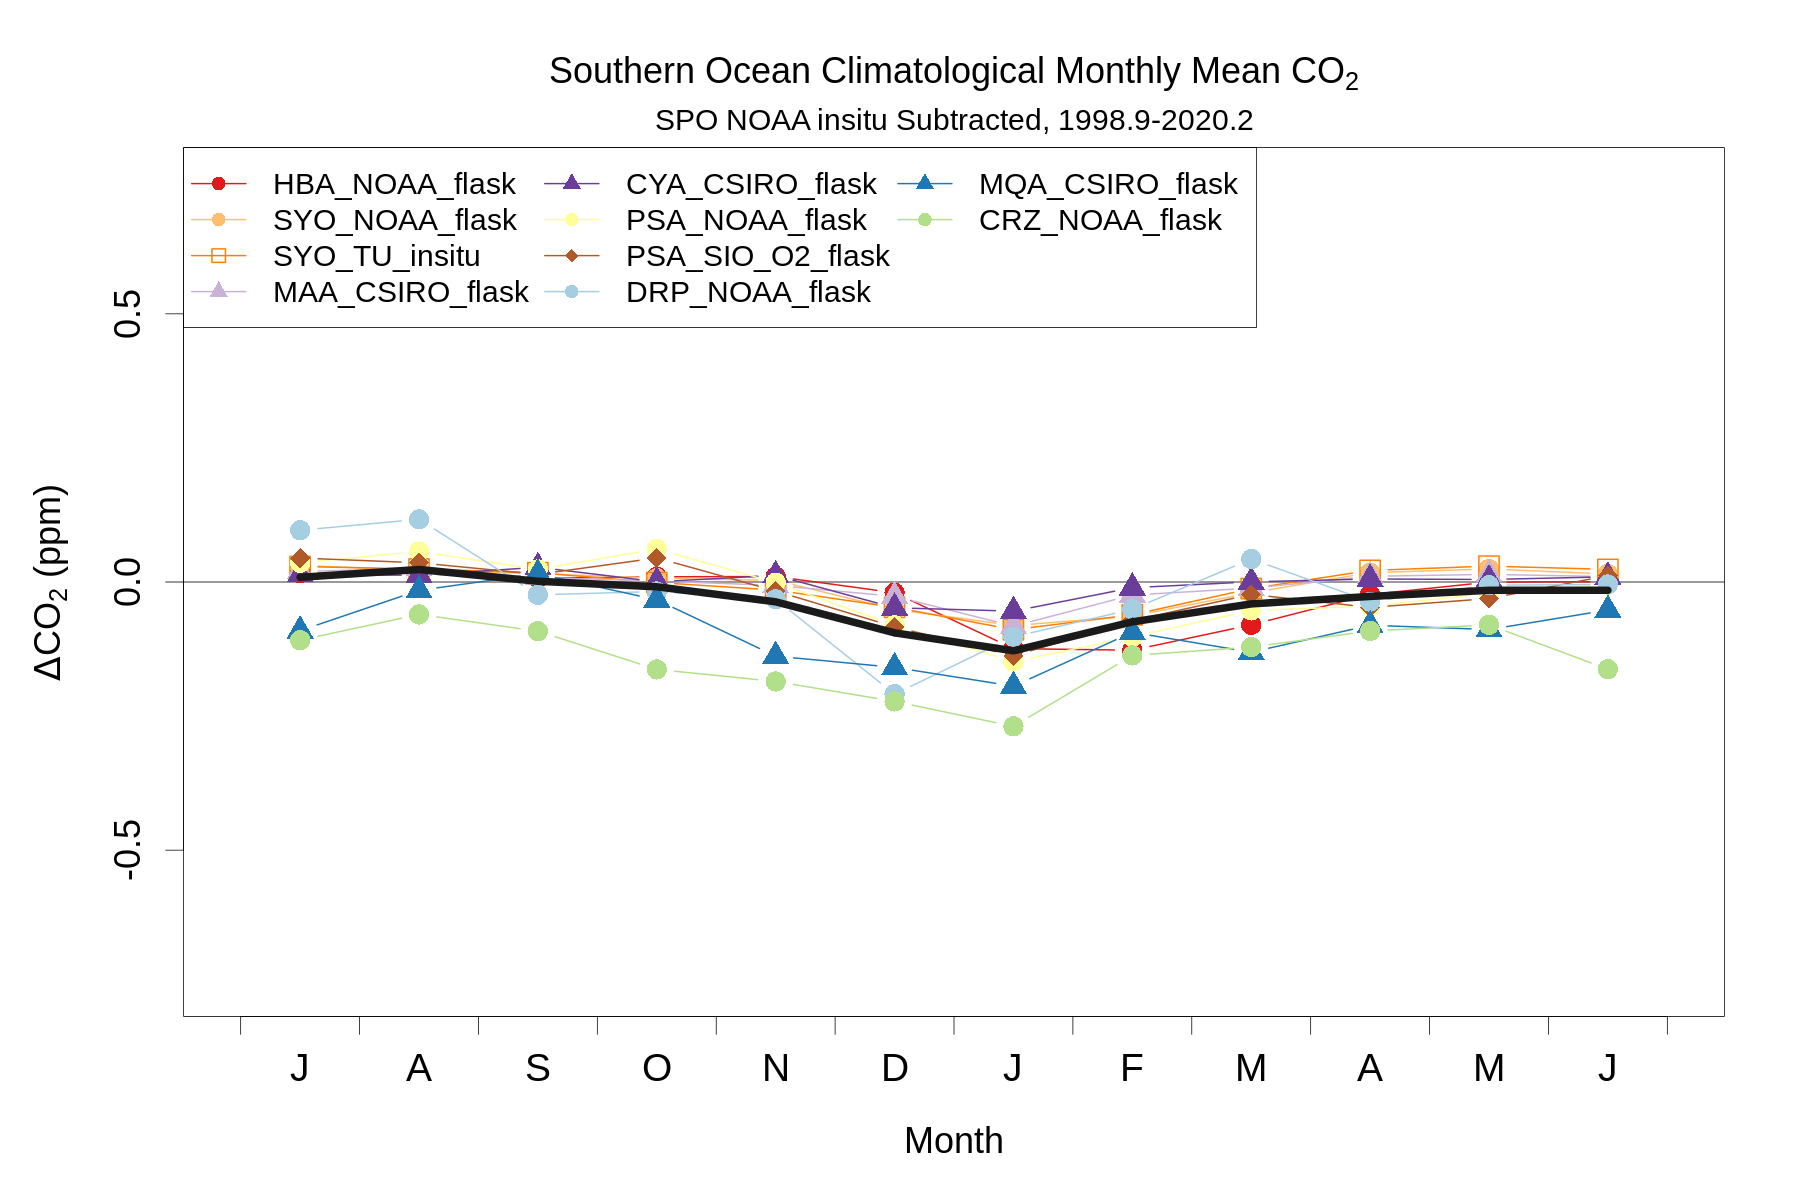 Southern Ocean Climatological Monthly Mean CO₂
SPO NOAA insitu Subtracted, 1998.9-2020.2
HBA_NOAA_flask
SYO_NOAA_flask
SYO_TU_insitu
MAA_CSIRO_flask
CYA_CSIRO_flask
PSA_NOAA_flask
PSA_SIO_O2_flask
DRP_NOAA_flask
MQA_CSIRO_flask
CRZ_NOAA_flask
ΔCO₂ (ppm)
0.5
0.0
-0.5
J A S O N D J F M A M J
Month